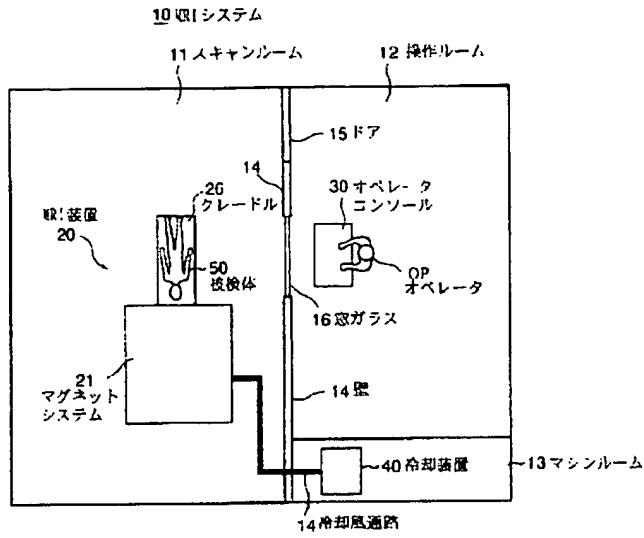 10 MRIシステム
11 スキャンルーム
12 操作ルーム
15 ドア
14
26
クレードル
30 オペレータ
コンソール
MRI装置
20
50
被検体
OP
オペレータ
16 窓ガラス
21
マグネット
システム
14 壁
40 冷却装置
13 マシンルーム
14 冷却風通路